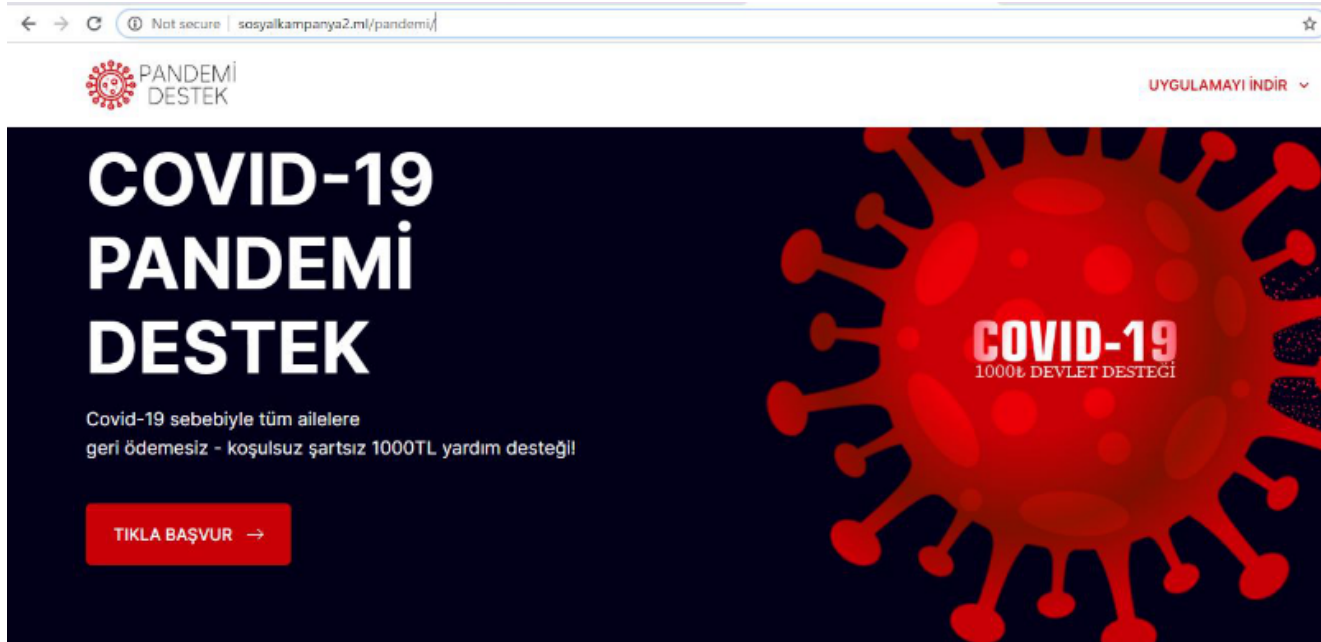 Not secure | sosyalkampanya2.ml/pandemi/
PANDEMİ
DESTEK
UYGULAMAYI İNDİR
COVID-19
PANDEMİ
DESTEK
COVID-19
1000₺ DEVLET DESTEĞİ
Covid-19 sebebiyle tüm ailelere
geri ödemesiz - koşulsuz şartsız 1000TL yardım desteği!
TIKLA BAŞVUR →